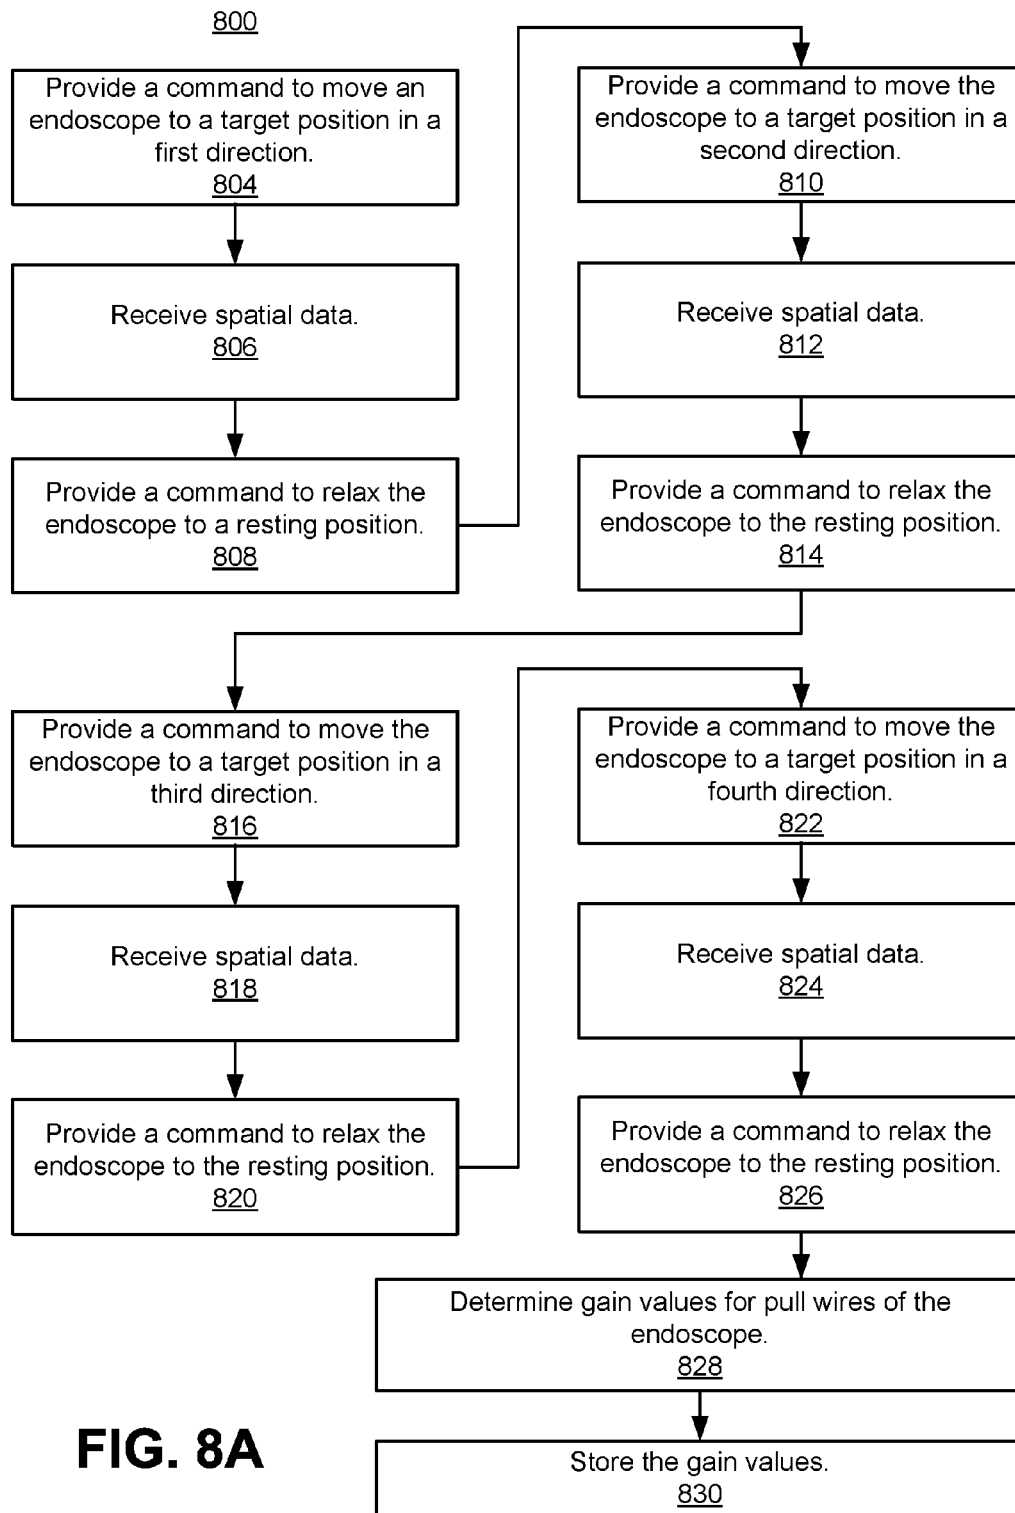 800
Provide a command to move an
endoscope to a target position in a
first direction.
804
Receive spatial data.
806
Provide a command to relax the
endoscope to a resting position.
808
Provide a command to move the
endoscope to a target position in a
second direction.
810
Receive spatial data.
812
Provide a command to relax the
endoscope to the resting position.
814
Provide a command to move the
endoscope to a target position in a
third direction.
816
Receive spatial data.
818
Provide a command to relax the
endoscope to the resting position.
820
Provide a command to move the
endoscope to a target position in a
fourth direction.
822
Receive spatial data.
824
Provide a command to relax the
endoscope to the resting position.
826
Determine gain values for pull wires of the
endoscope.
828
Store the gain values.
830
FIG. 8A